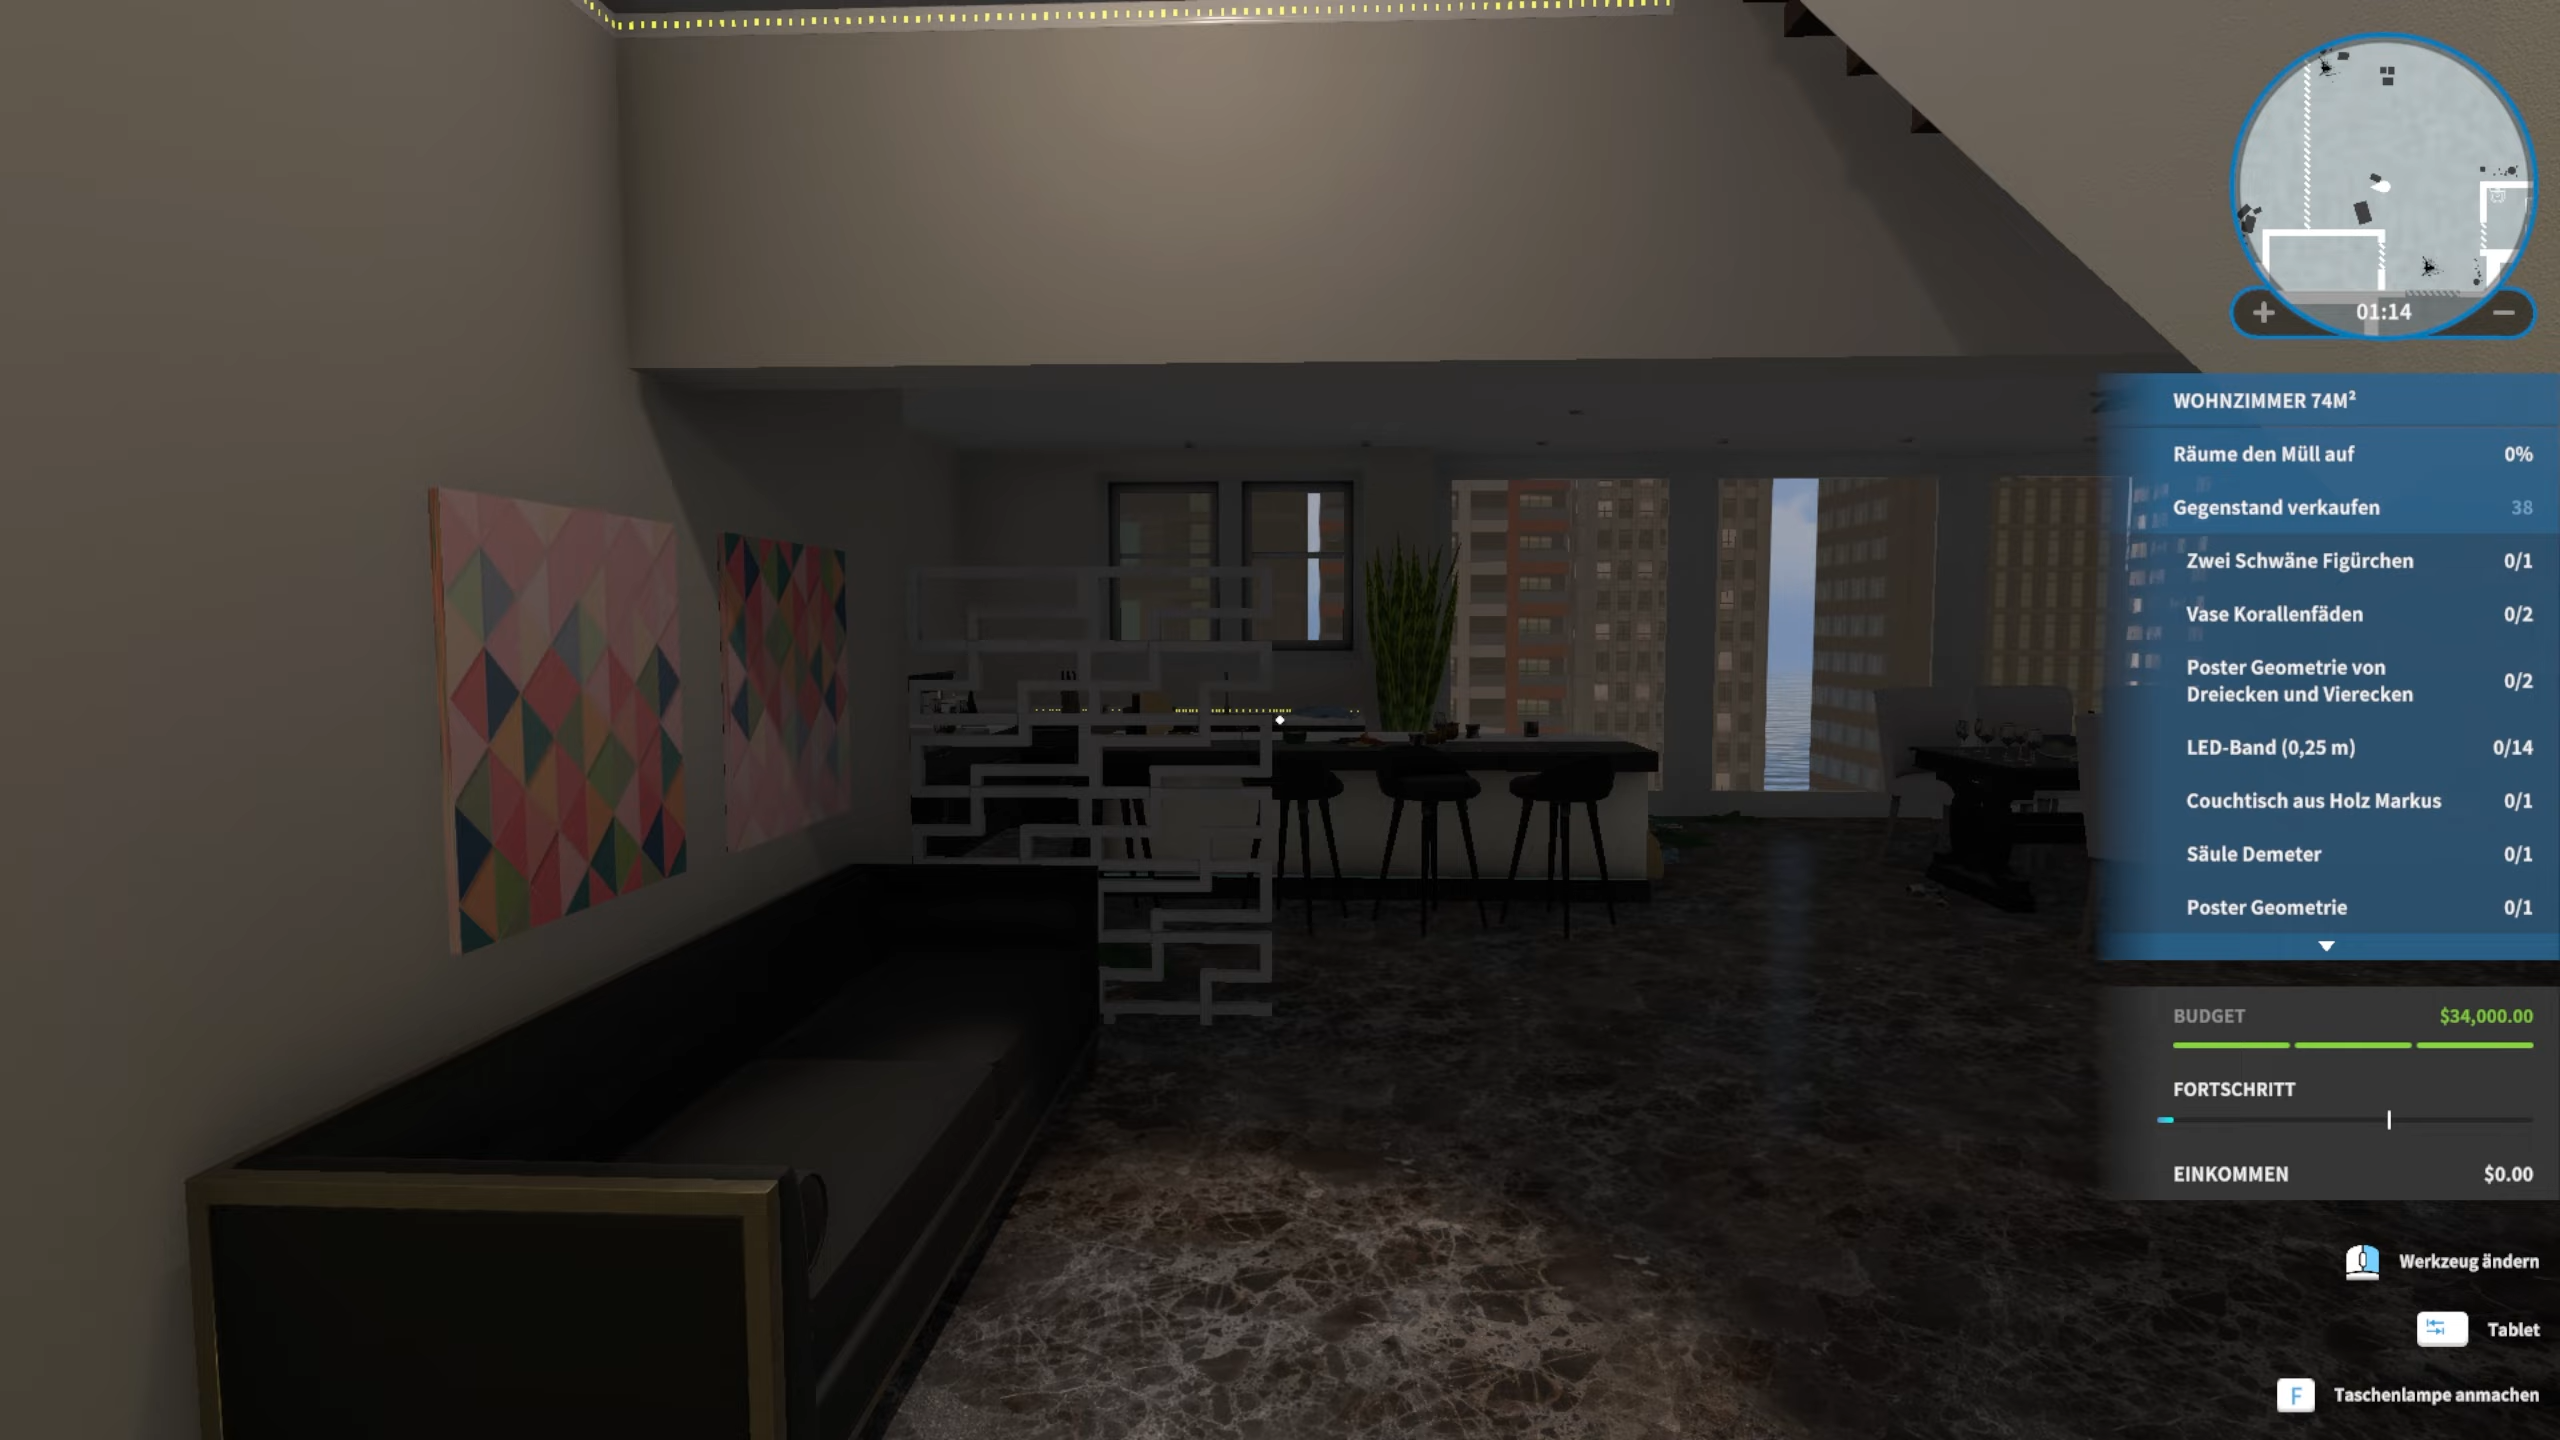 01:14
WOHNZIMMER 74M²
Räume den Müll auf 0%
Gegenstand verkaufen 38
Zwei Schwäne Figürchen 0/1
Vase Korallenfäden 0/2
Poster Geometrie von
Dreiecken und Vierecken 0/2
LED-Band (0,25 m) 0/14
Couchtisch aus Holz Markus 0/1
Säule Demeter 0/1
Poster Geometrie 0/1
BUDGET $34,000.00
FORTSCHRITT
EINKOMMEN $0.00
Werkzeug ändern
Tablet
F Taschenlampe anmachen